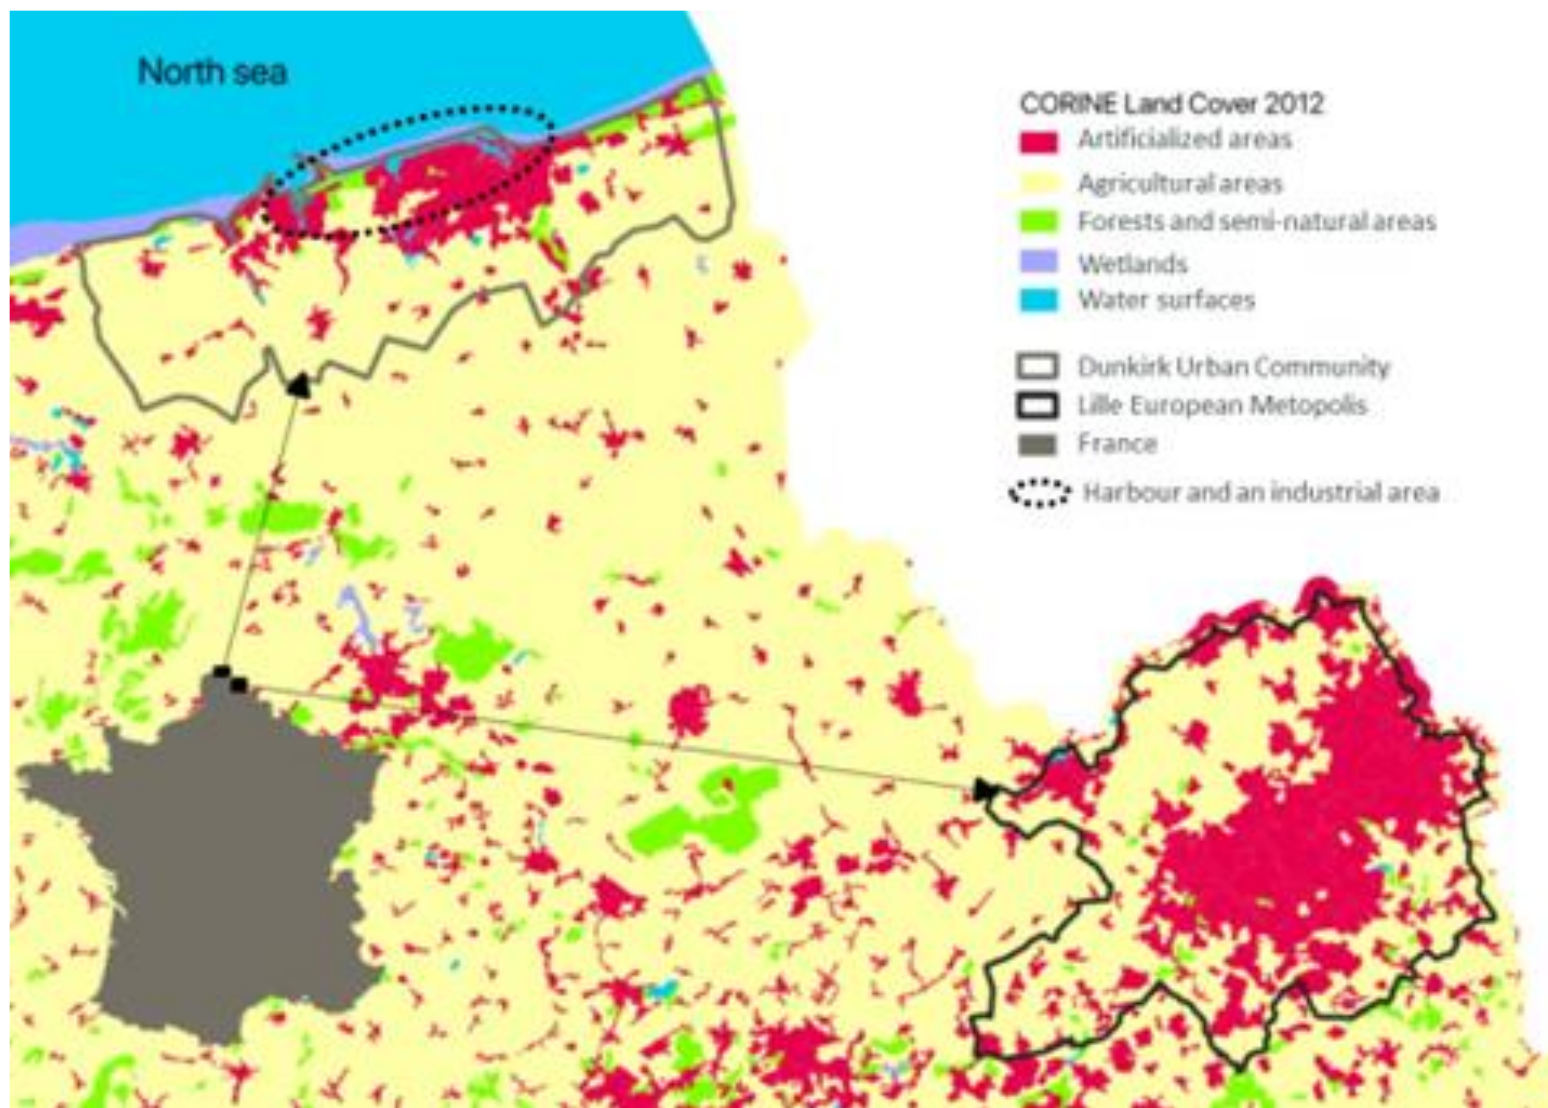 North sea
CORINE Land Cover 2012
Artificialized areas
Agricultural areas
Forests and semi-natural areas
Wetlands
Water surfaces
Dunkirk Urban Community
Lille European Metopolis
France
Harbour and an industrial area